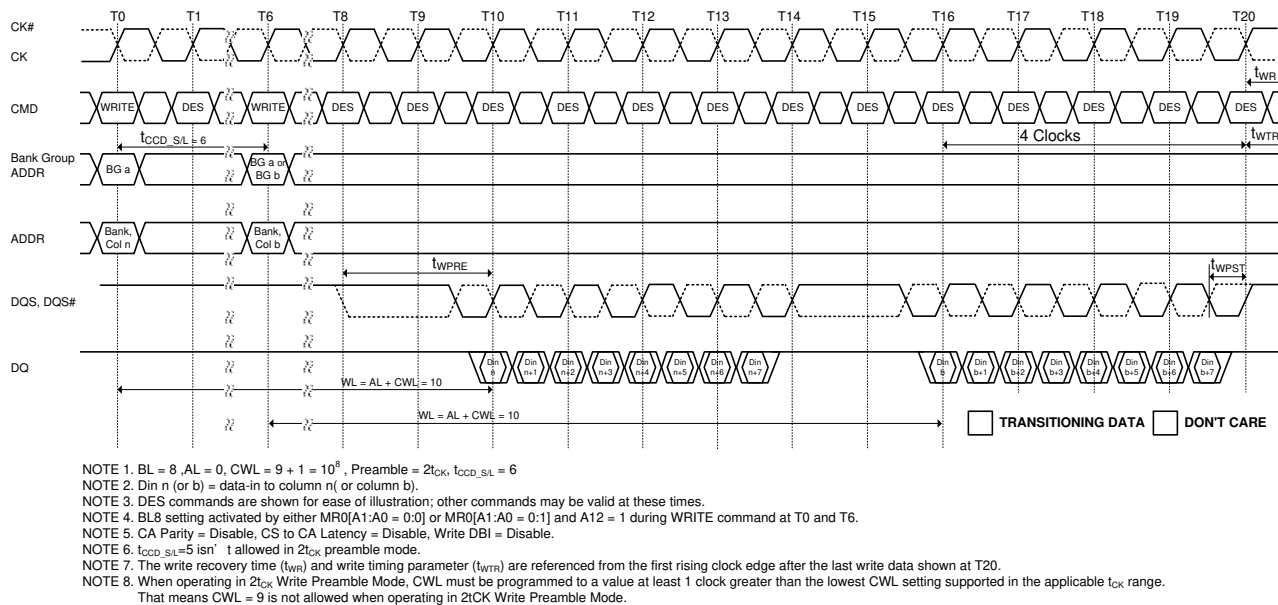 T0 T1 T6 T8 T9 T10 T11 T12 T13 T14 T15 T16 T17 T18 T19 T20
CK#
CK
tWR
CMD WRITE DES WRITE DES DES DES DES DES DES DES DES DES DES DES DES DES
tCCD_S/L = 6
4 Clocks
tWTR
Bank Group
ADDR
BG a
BG a or
BG b
ADDR
Bank,
Col n
Bank,
Col b
tWPRE
tWPST
DQS, DQS#
DQ
Din
n
Din
n+1
Din
n+2
Din
n+3
Din
n+4
Din
n+5
Din
n+6
Din
n+7
Din
b
Din
b+1
Din
b+2
Din
b+3
Din
b+4
Din
b+5
Din
b+6
Din
b+7
WL = AL + CWL = 10
WL = AL + CWL = 10
TRANSITIONING DATA DON'T CARE
NOTE 1. BL = 8 ,AL = 0, CWL = 9 + 1 = 10⁸ , Preamble = 2tCK, tCCD_S/L = 6
NOTE 2. Din n (or b) = data-in to column n( or column b).
NOTE 3. DES commands are shown for ease of illustration; other commands may be valid at these times.
NOTE 4. BL8 setting activated by either MR0[A1:A0 = 0:0] or MR0[A1:A0 = 0:1] and A12 = 1 during WRITE command at T0 and T6.
NOTE 5. CA Parity = Disable, CS to CA Latency = Disable, Write DBI = Disable.
NOTE 6. tCCD_S/L=5 isn' t allowed in 2tCK preamble mode.
NOTE 7. The write recovery time (tWR) and write timing parameter (tWTR) are referenced from the first rising clock edge after the last write data shown at T20.
NOTE 8. When operating in 2tCK Write Preamble Mode, CWL must be programmed to a value at least 1 clock greater than the lowest CWL setting supported in the applicable tCK range.
That means CWL = 9 is not allowed when operating in 2tCK Write Preamble Mode.